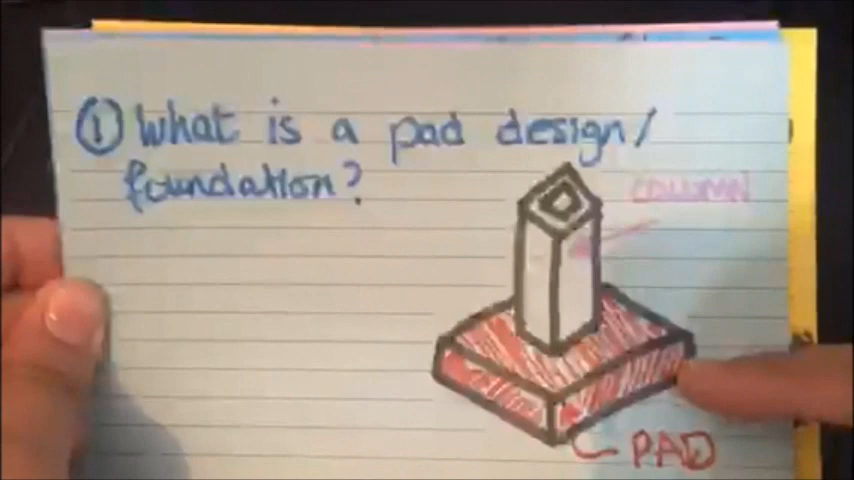 ① What is a pad design/
foundation?
COLUMN
PAD